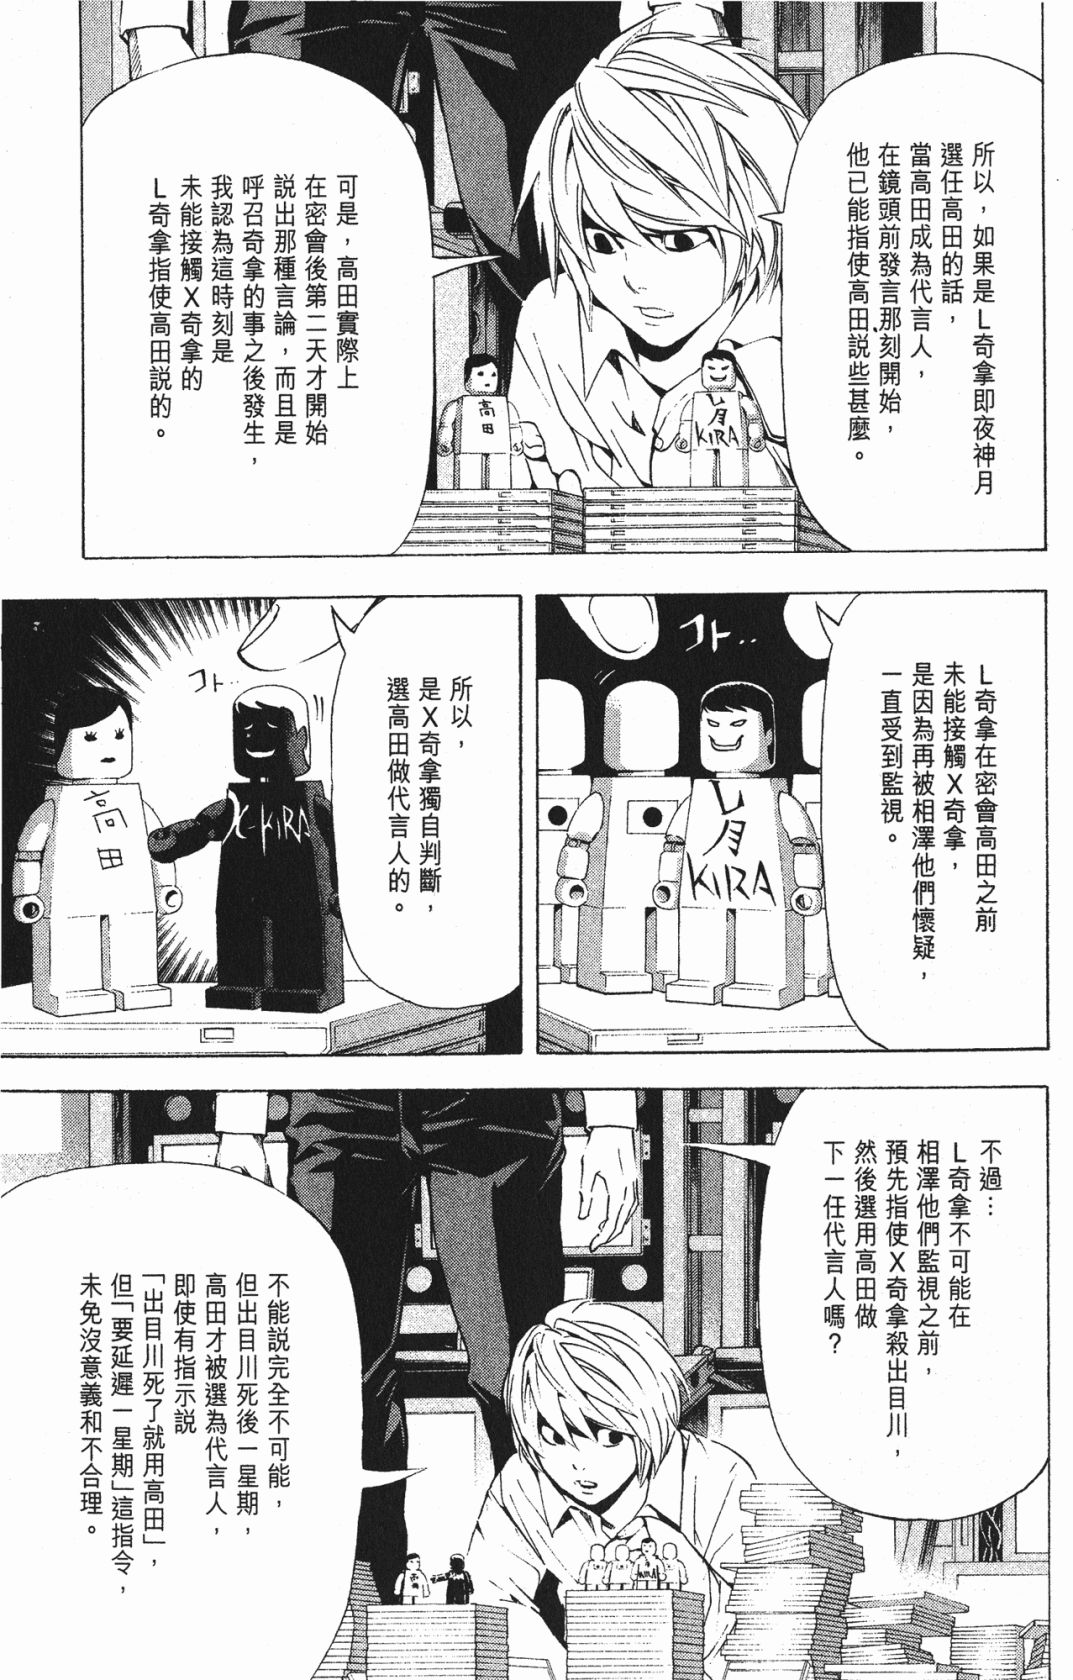 所以，如果是L奇拿即夜神月
選任高田的話，
當高田成為代言人，
在鏡頭前發言那刻開始，
他已能指使高田說些甚麼。
可是，高田實際上
在密會後第二天才開始
說出那種言論，而且是
呼召奇拿的事之後發生，
我認為這時刻是
未能接觸X奇拿的
L奇拿指使高田說的。
高田
L月
KIRA
L奇拿在密會高田之前
未能接觸X奇拿，
是因為再被相澤他們懷疑，
一直受到監視。
コト…
L
月
KIRA
所以，
是X奇拿獨自判斷，
選高田做代言人的。
コト…
X-KIRA
高田
不過…
L奇拿不可能在
相澤他們監視之前，
預先指使X奇拿殺出目川，
然後選用高田做
下一任代言人嗎？
不能說完全不可能，
但出目川死後一星期，
高田才被選為代言人，
即使有指示說
「出目川死了就用高田」，
但「要延遲一星期」這指令，
未免沒意義和不合理。
高田
KIRA